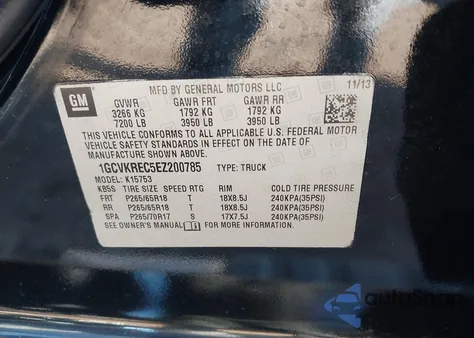 MFD BY GENERAL MOTORS LLC 11/13
GM GVWR GAWR FRT GAWR RR
3266 KG 1792 KG 1792 KG
7200 LB 3950 LB 3950 LB
THIS VEHICLE CONFORMS TO ALL APPLICABLE U.S. FEDERAL MOTOR
VEHICLE SAFETY STANDARDS IN EFFECT ON THE DATE OF
MANUFACTURE SHOWN ABOVE.
1GCVKREC5EZ200785 TYPE: TRUCK
MODEL: K15753
KB5S TIRE SIZE SPEED RTG RIM COLD TIRE PRESSURE
FRT P265/65R18 T 18X8.5J 240KPA(35PSI)
RR P265/65R18 T 18X8.5J 240KPA(35PSI)
SPA P265/70R17 S 17X7.5J 240KPA(35PSI)
SEE OWNER'S MANUAL FOR MORE INFORMATION.
autoSnap